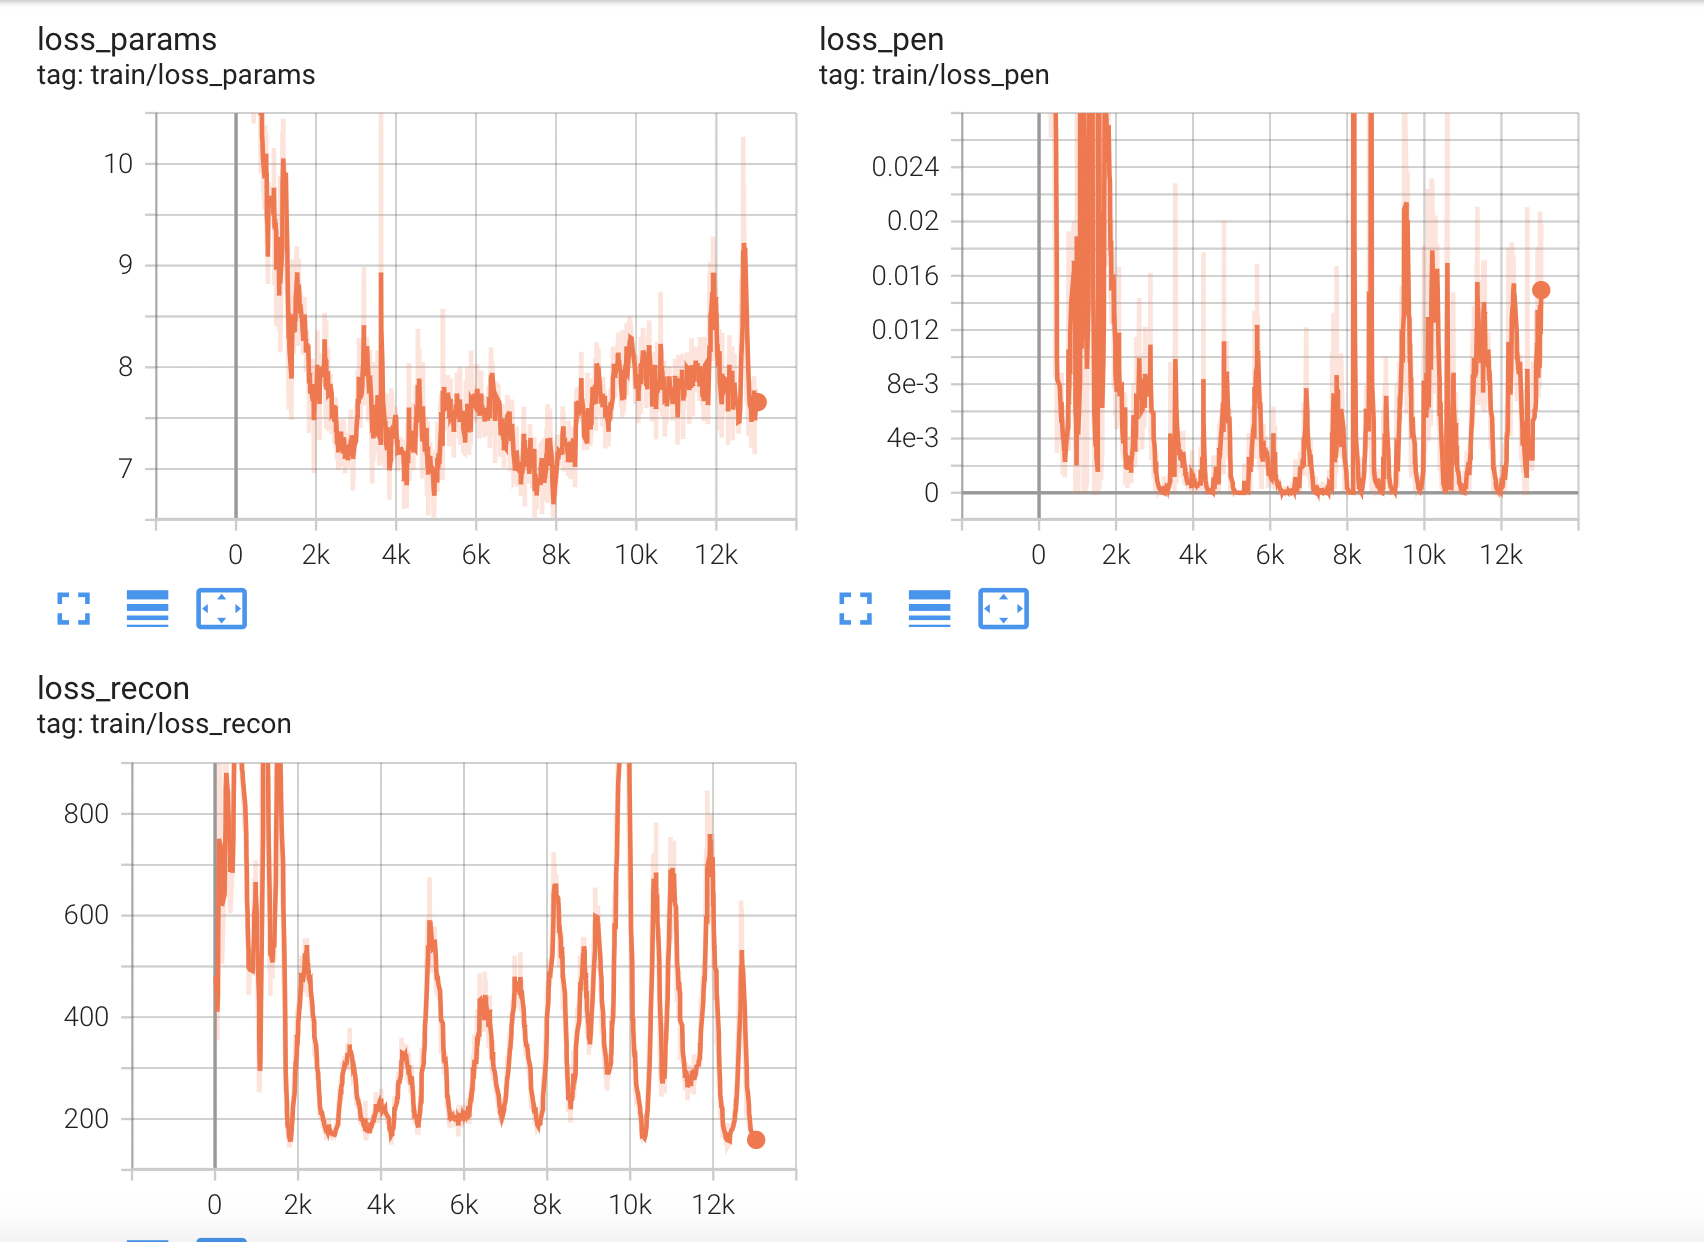 loss_params
tag: train/loss_params
10
9
8
7
0 2k 4k 6k 8k 10k 12k
loss_pen
tag: train/loss_pen
0.024
0.02
0.016
0.012
8e-3
4e-3
0
0 2k 4k 6k 8k 10k 12k
loss_recon
tag: train/loss_recon
800
600
400
200
0 2k 4k 6k 8k 10k 12k